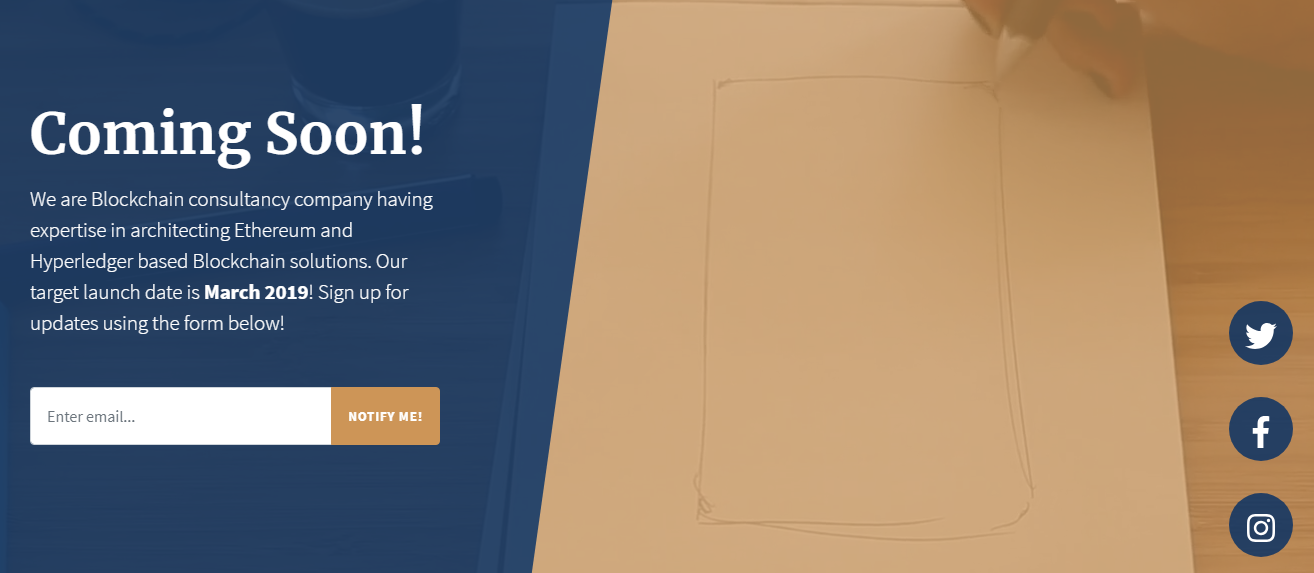 Coming Soon!
We are Blockchain consultancy company having
expertise in architecting Ethereum and
Hyperledger based Blockchain solutions. Our
target launch date is March 2019! Sign up for
updates using the form below!
Enter email...
NOTIFY ME!